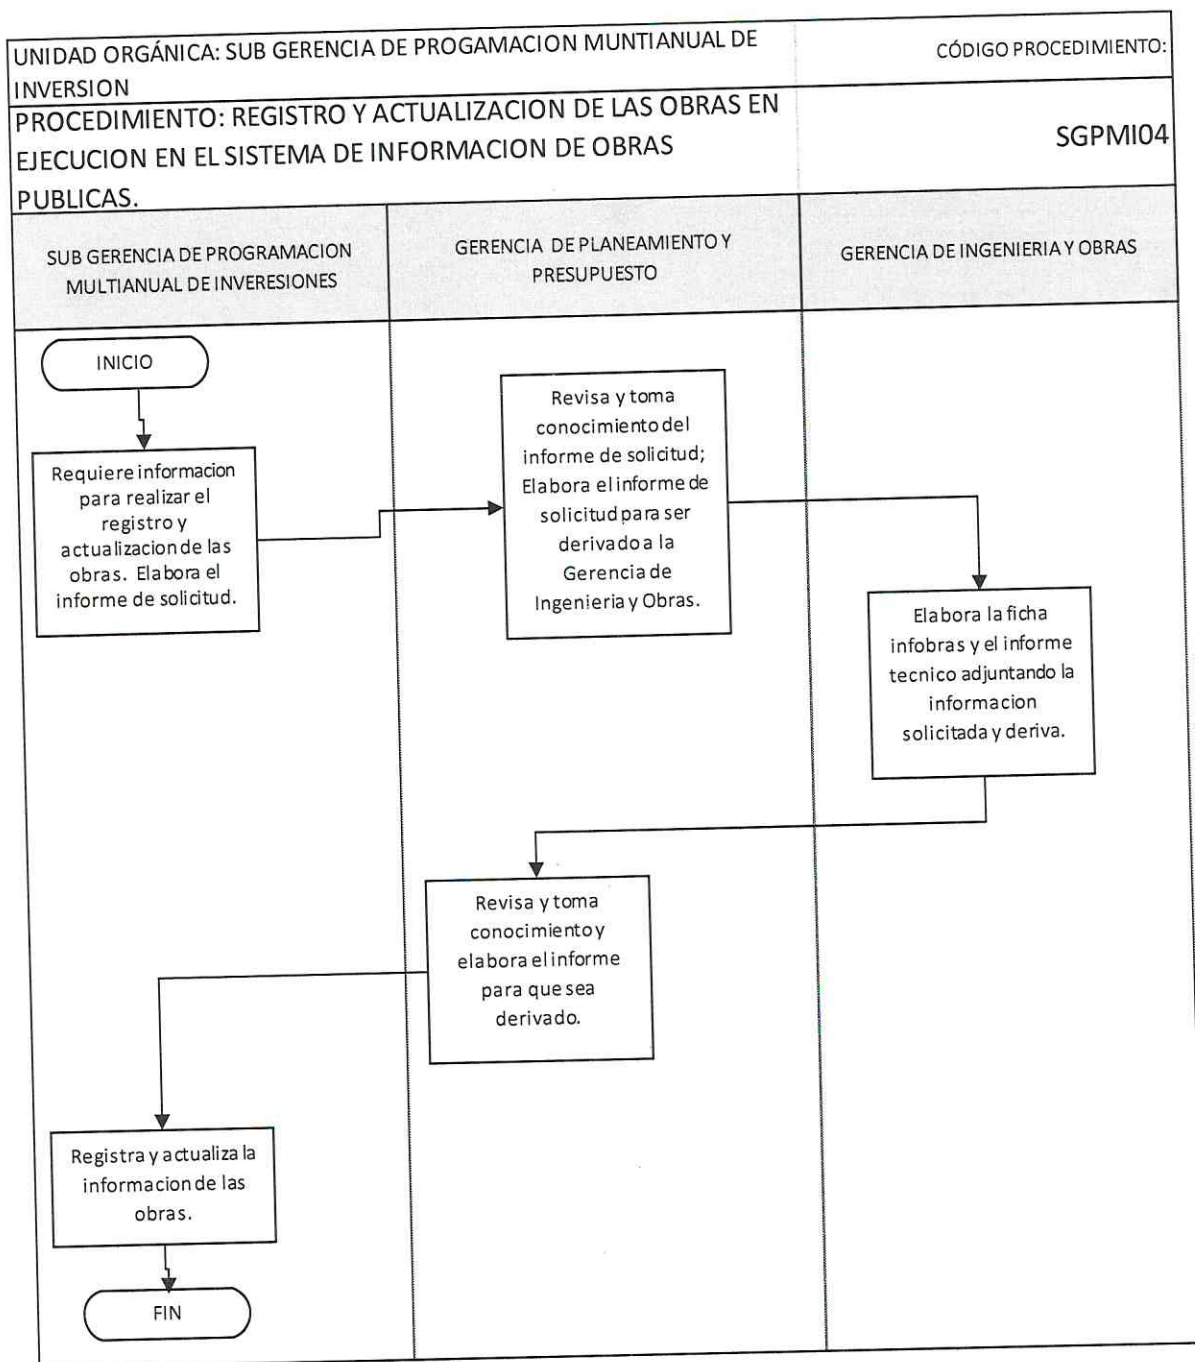 UNIDAD ORGÁNICA: SUB GERENCIA DE PROGAMACION MUNTIANUAL DE
INVERSION
CÓDIGO PROCEDIMIENTO:
PROCEDIMIENTO: REGISTRO Y ACTUALIZACION DE LAS OBRAS EN
EJECUCION EN EL SISTEMA DE INFORMACION DE OBRAS
PUBLICAS.
SGPMI04
SUB GERENCIA DE PROGRAMACION
MULTIANUAL DE INVERESIONES
GERENCIA DE PLANEAMIENTO Y
PRESUPUESTO
GERENCIA DE INGENIERIA Y OBRAS
INICIO
Requiere informacion
para realizar el
registro y
actualizacion de las
obras. Elabora el
informe de solicitud.
Revisa y toma
conocimiento del
informe de solicitud;
Elabora el informe de
solicitud para ser
derivado a la
Gerencia de
Ingenieria y Obras.
Elabora la ficha
infobras y el informe
tecnico adjuntando la
informacion
solicitada y deriva.
Revisa y toma
conocimiento y
elabora el informe
para que sea
derivado.
Registra y actualiza la
informacion de las
obras.
FIN